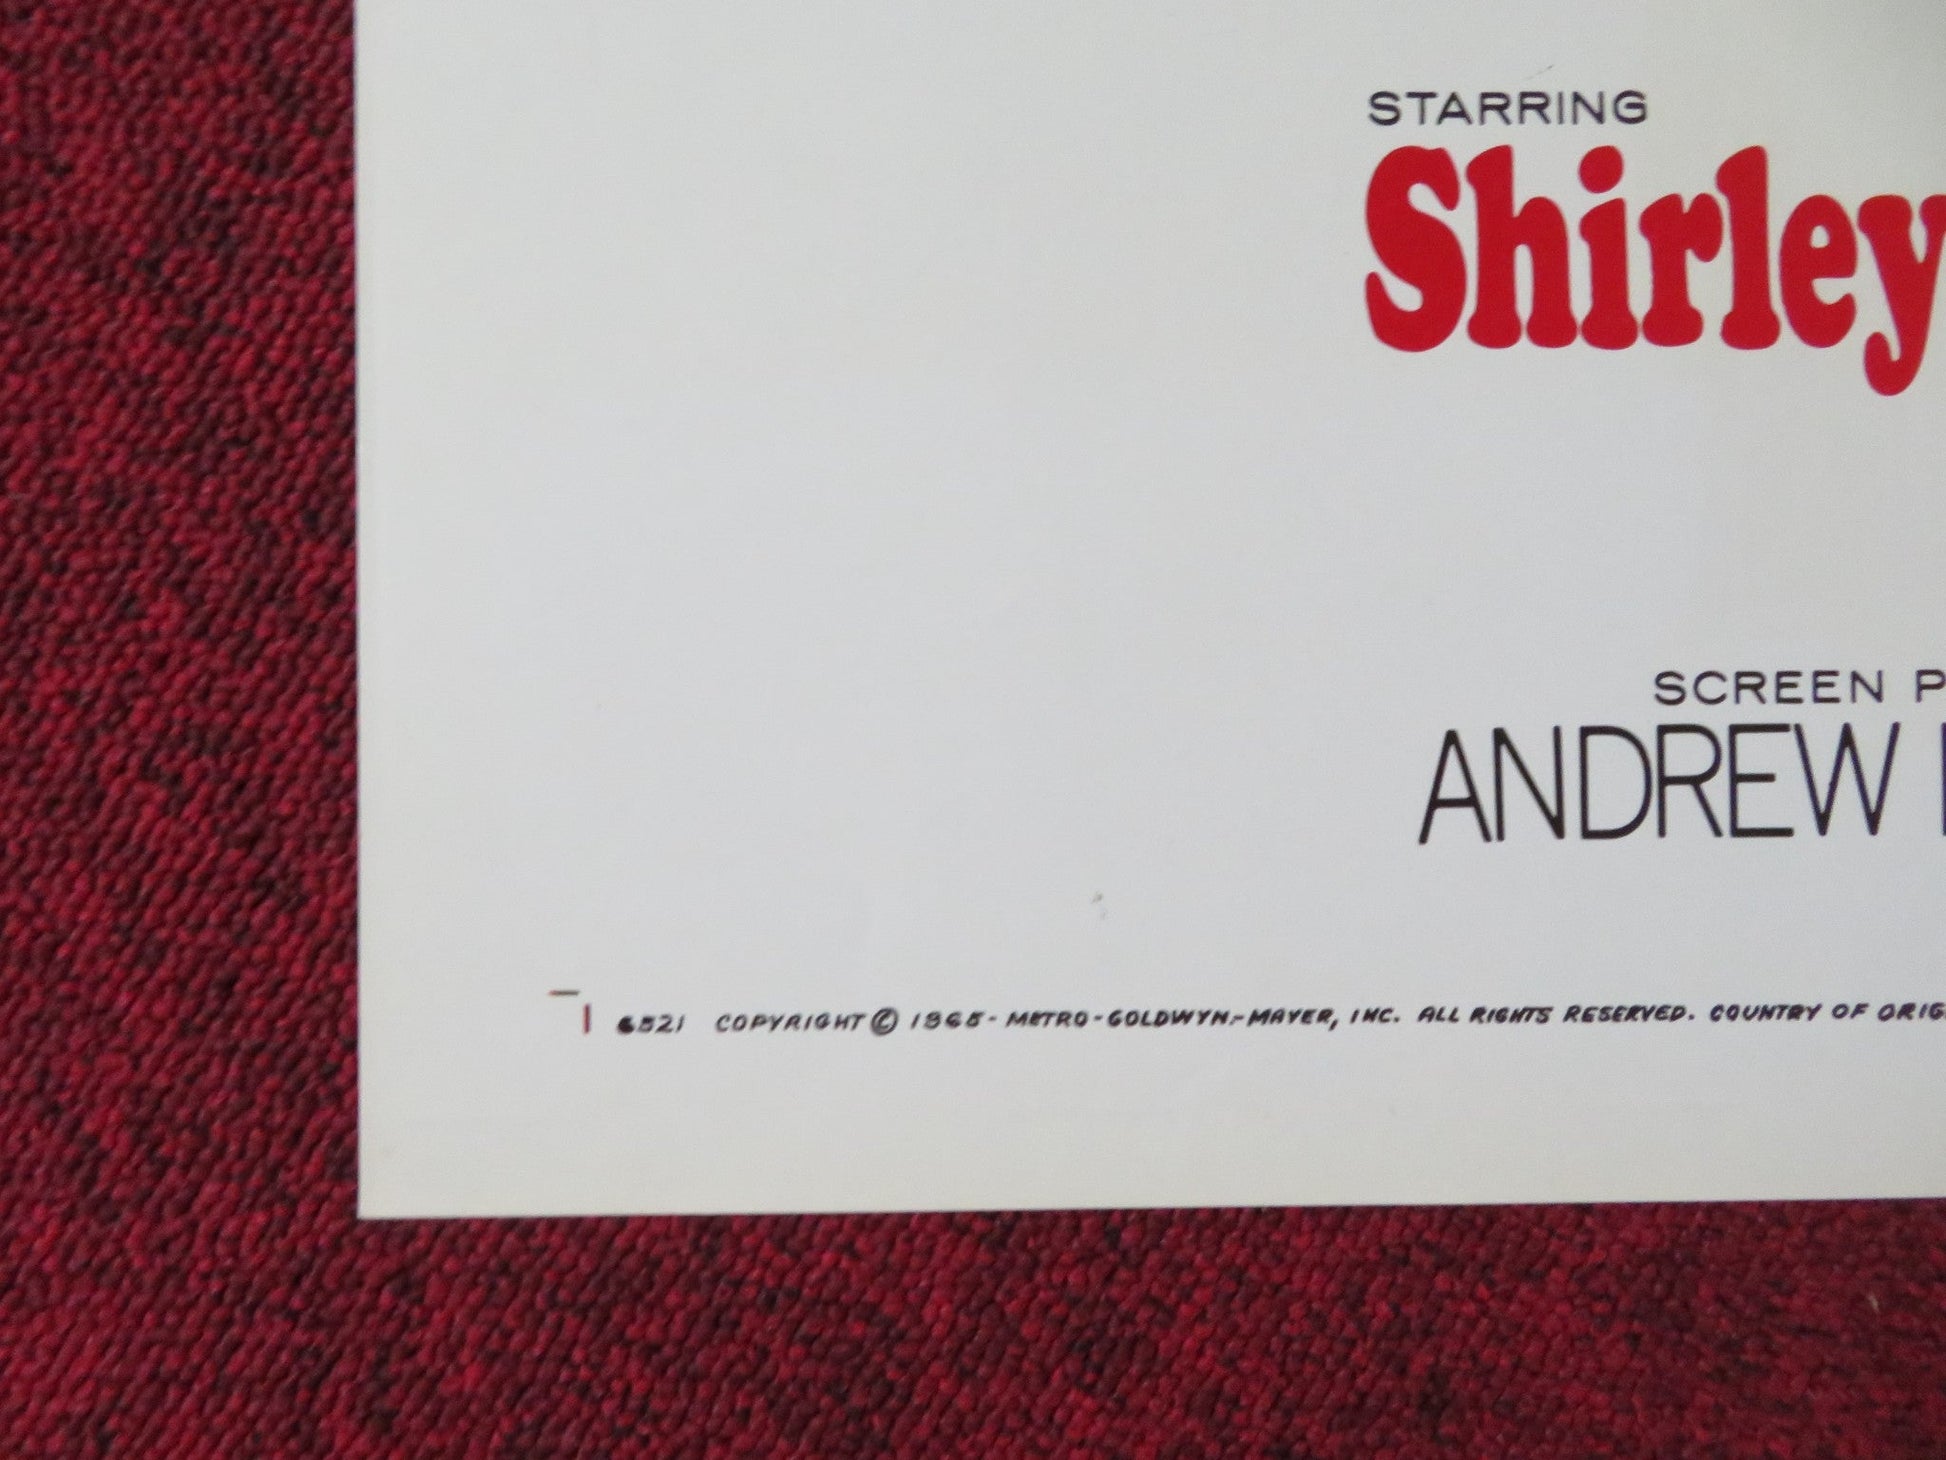 STARRING
Shirley
SCREEN P
ANDREW
6521 COPYRIGHT © 1965 - METRO-GOLDWYN-MAYER, INC. ALL RIGHTS RESERVED. COUNTRY OF ORIG